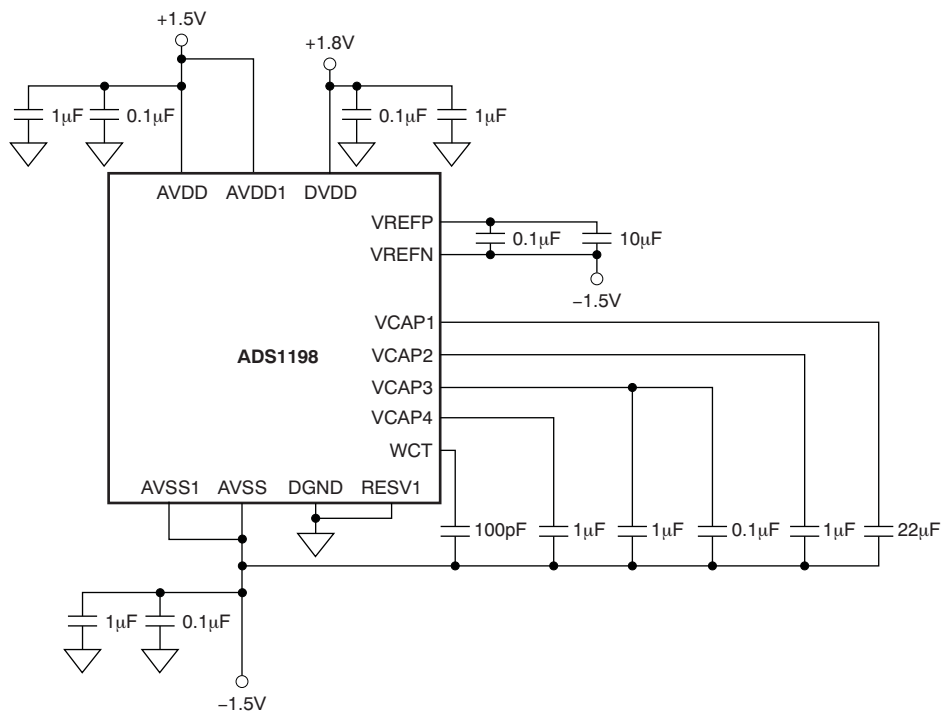 +1.5V
+1.8V
1μF
0.1μF
0.1μF
1μF
AVDD
AVDD1
DVDD
VREFP
0.1μF
10μF
VREFN
−1.5V
VCAP1
VCAP2
ADS1198
VCAP3
VCAP4
WCT
AVSS1
AVSS
DGND
RESV1
100pF
1μF
1μF
0.1μF
1μF
22μF
1μF
0.1μF
−1.5V